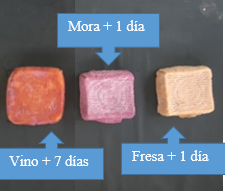 Mora + 1 día
Vino + 7 días
Fresa + 1 día